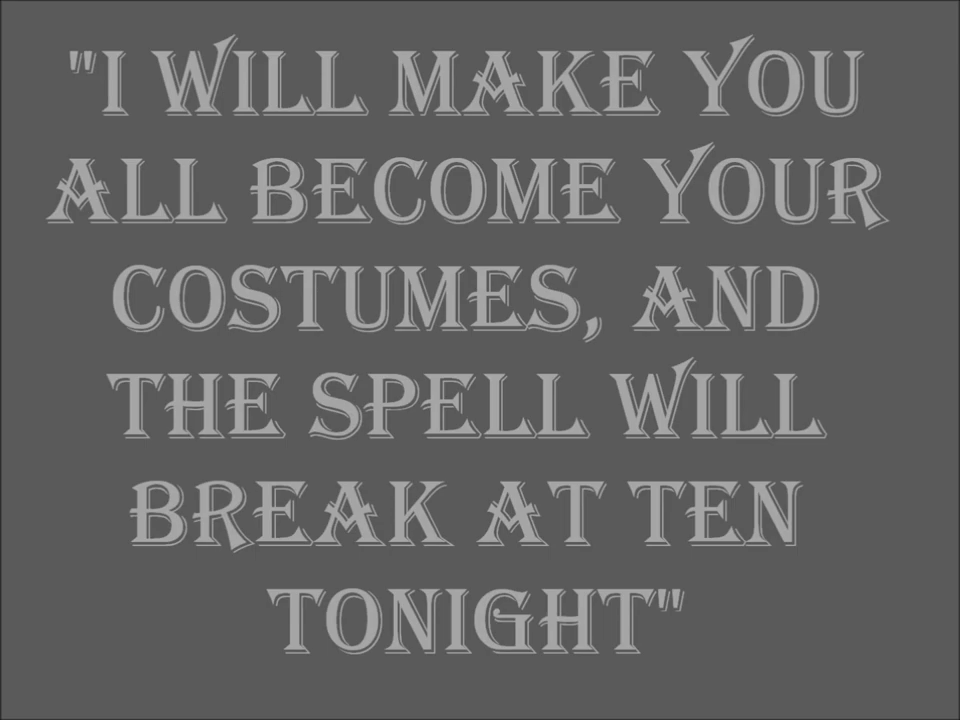 "I WILL MAKE YOU
ALL BECOME YOUR
COSTUMES, AND
THE SPELL WILL
BREAK AT TEN
TONIGHT"